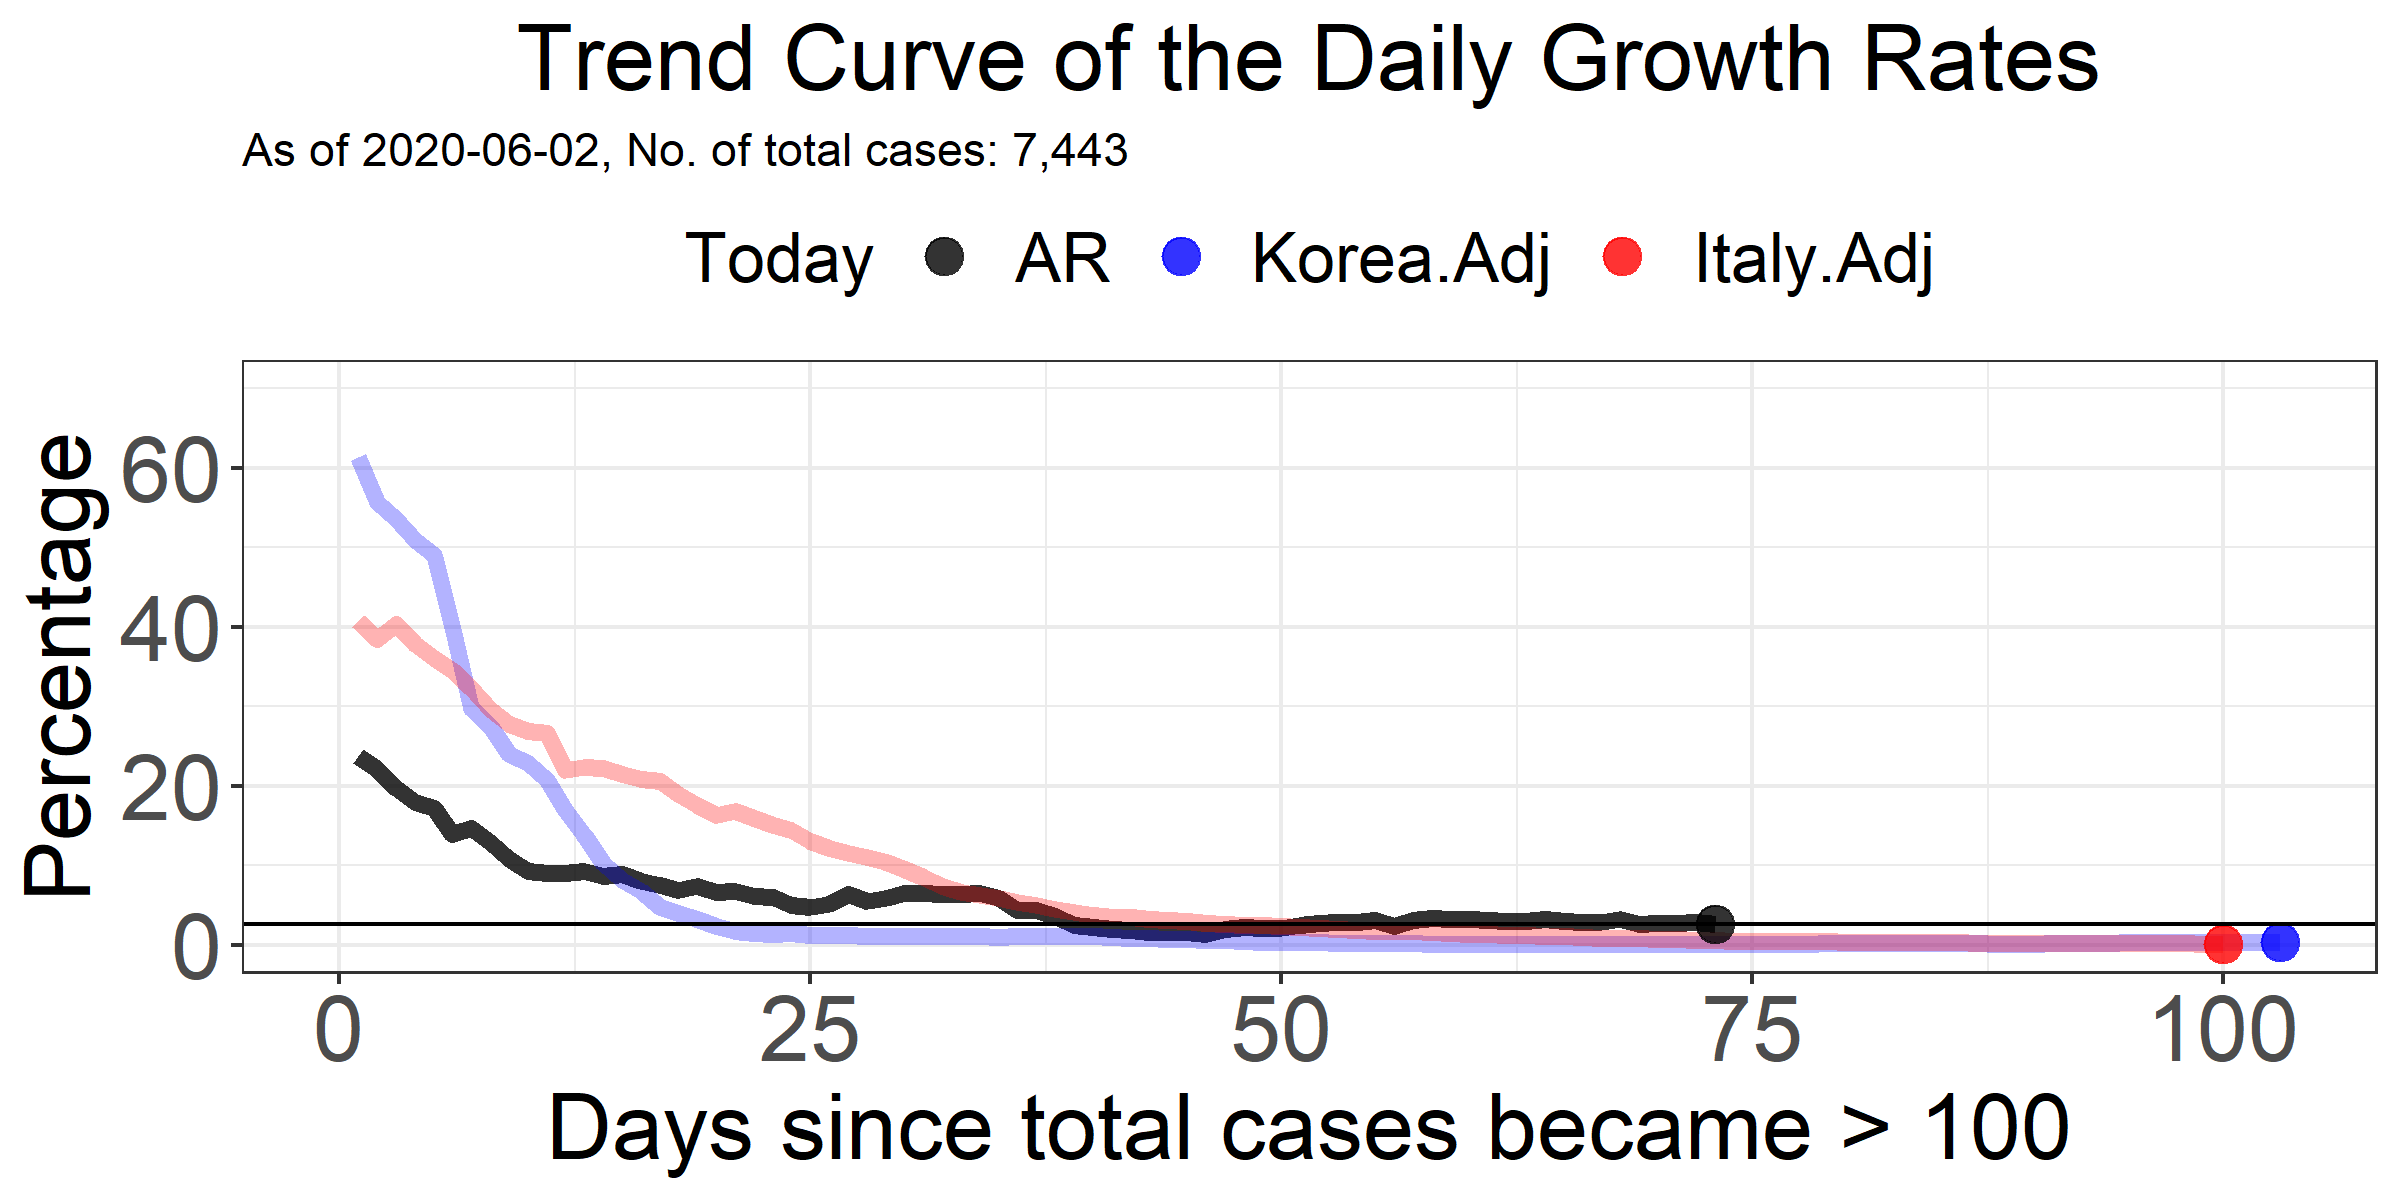 Trend Curve of the Daily Growth Rates
As of 2020-06-02, No. of total cases: 7,443
Today AR Korea.Adj Italy.Adj
Percentage
60
40
20
0
0 25 50 75 100
Days since total cases became > 100